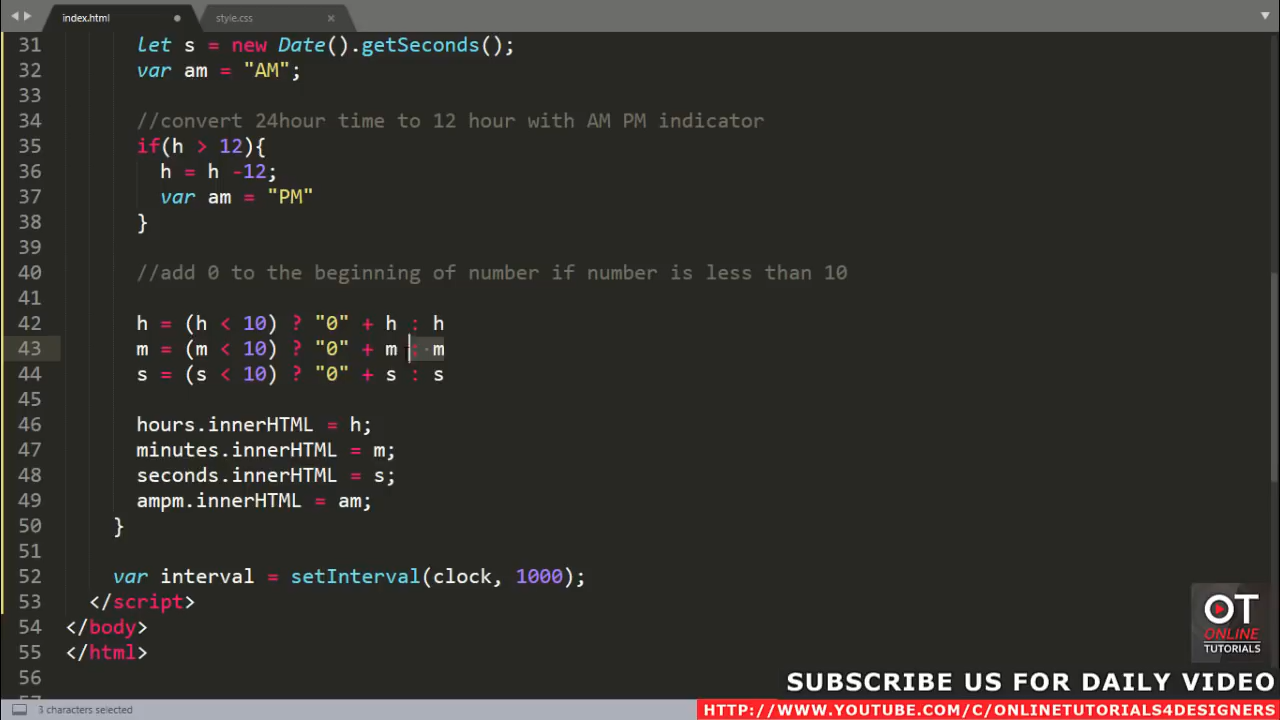 index.html
style.css
31 let s = new Date().getSeconds();
32 var am = "AM";
33
34 //convert 24hour time to 12 hour with AM PM indicator
35 if(h > 12){
36 h = h -12;
37 var am = "PM"
38 }
39
40 //add 0 to the beginning of number if number is less than 10
41
42 h = (h < 10) ? "0" + h : h
43 m = (m < 10) ? "0" + m : m
44 s = (s < 10) ? "0" + s : s
45
46 hours.innerHTML = h;
47 minutes.innerHTML = m;
48 seconds.innerHTML = s;
49 ampm.innerHTML = am;
50 }
51
52 var interval = setInterval(clock, 1000);
53 </script>
54 </body>
55 </html>
56
OT
ONLINE
TUTORIALS
SUBSCRIBE US FOR DAILY VIDEO
3 characters selected
HTTP://WWW.YOUTUBE.COM/C/ONLINETUTORIALS4DESIGNERS